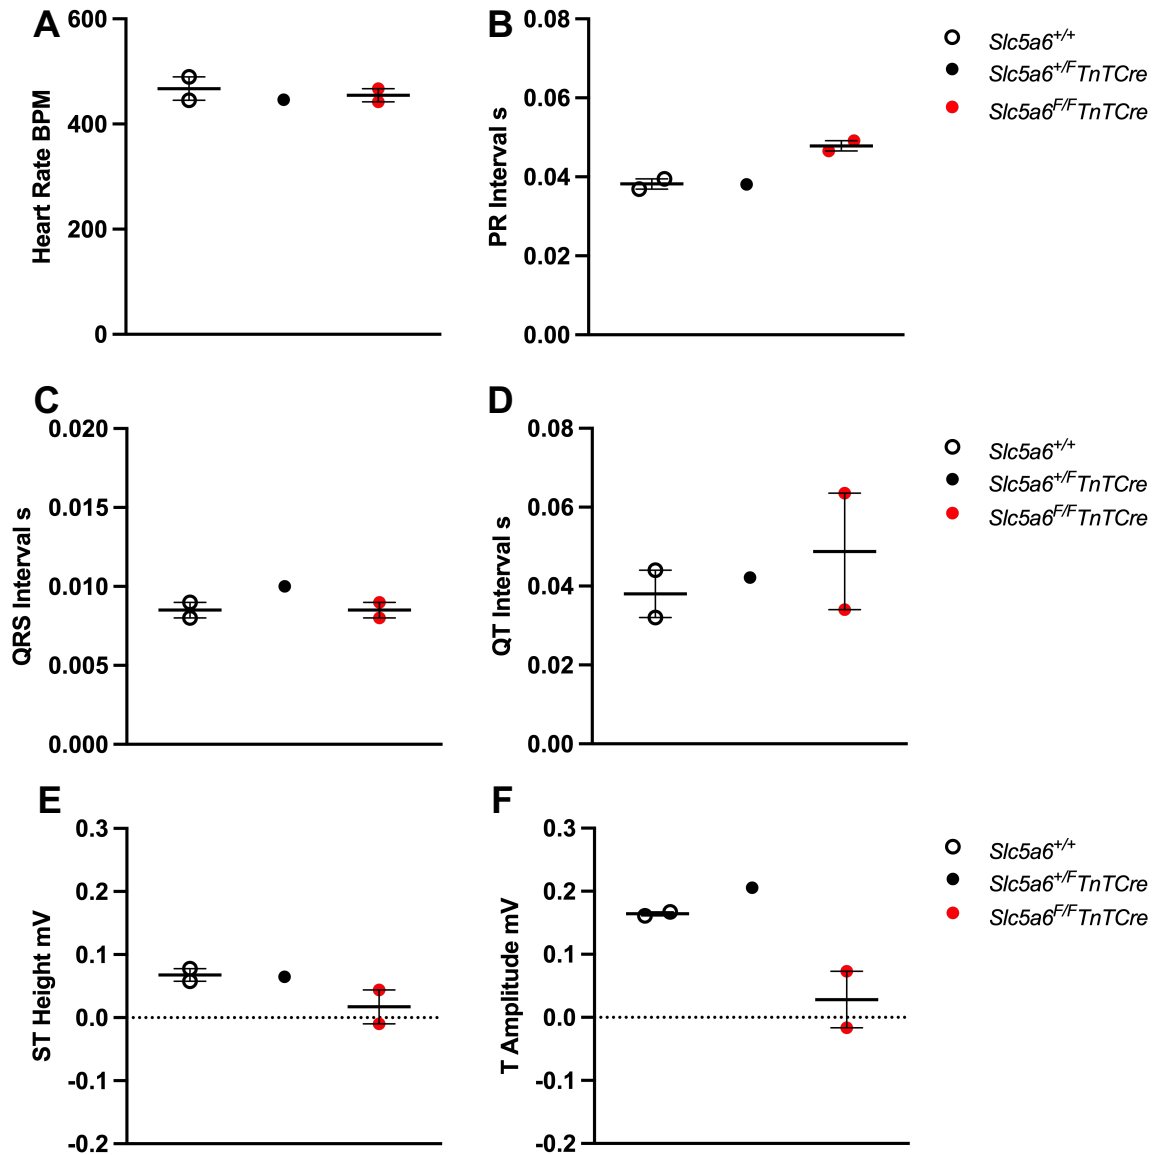 A
600
400
200
0
Heart Rate BPM
B
0.08
0.06
0.04
0.02
0.00
PR Interval s
Slc5a6+/+
Slc5a6+/FTnTCre
Slc5a6F/FTnTCre
C
0.020
0.015
0.010
0.005
0.000
QRS Interval s
D
0.08
0.06
0.04
0.02
0.00
QT Interval s
Slc5a6+/+
Slc5a6+/FTnTCre
Slc5a6F/FTnTCre
E
0.3
0.2
0.1
0.0
-0.1
-0.2
ST Height mV
F
0.3
0.2
0.1
0.0
-0.1
-0.2
T Amplitude mV
Slc5a6+/+
Slc5a6+/FTnTCre
Slc5a6F/FTnTCre